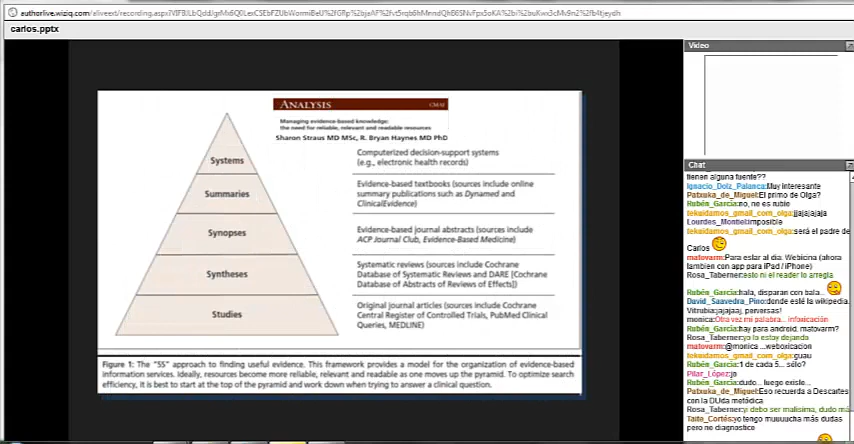 authorlive.wiziq.com/aliveext/recording.aspx?
carlos.pptx
Video
ANALYSIS
CMAJ
Managing evidence-based knowledge:
the need for reliable, relevant and readable resources
Sharon Straus MD MSc, R. Bryan Haynes MD PhD
Systems
Computerized decision-support systems
(e.g., electronic health records)
Summaries
Evidence-based textbooks (sources include online
summary publications such as Dynamed and
ClinicalEvidence)
Synopses
Evidence-based journal abstracts (sources include
ACP Journal Club, Evidence-Based Medicine)
Syntheses
Systematic reviews (sources include Cochrane
Database of Systematic Reviews and DARE [Cochrane
Database of Abstracts of Reviews of Effects])
Studies
Original journal articles (sources include Cochrane
Central Register of Controlled Trials, PubMed Clinical
Queries, MEDLINE)
Figure 1: The "5S" approach to finding useful evidence. This framework provides a model for the organization of evidence-based
information services. Ideally, resources become more reliable, relevant and readable as one moves up the pyramid. To optimize search
efficiency, it is best to start at the top of the pyramid and work down when trying to answer a clinical question.
Chat
tienen alguna fuente??
Ignacio_Dolz_Palanca:Muy interesante
Patxuka_de_Miguel:El primo de Olga?
Rubén_García:no, no es rubio
tekuidamos_gmail_com_olga:jjajajaja
Lourdes_Montiel:imposible
tekuidamos_gmail_com_olga:será el padre de
Carlos
matovarm:Para estar al dia: Webicina (ahora
tambien con app para iPad / iPhone)
Rosa_Taberner:esto ni el reader lo arregla
Rubén_García:hala, disparan con bala...
David_Saavedra_Pino:donde esté la wikipedia.
Vitrubia:jajajaaj, perversas!
monica:Otra vez mi palabra... infoxicación
Rubén_García:hay para android, matovarm?
Rosa_Taberner:yo la estoy dejando
matovarm:@monica ...weboxicacion
tekuidamos_gmail_com_olga:guau
Rubén_García:1 de cada 5... sólo?
Pilar_López:ja
Rubén_García:dudo... luego existo...
Patxuka_de_Miguel:Eso recuerda a Descartes
con la DUda metódica
Rosa_Taberner:yi debo ser malisima, dudo má
Taita_Cortés:yo tengo muuuucha más dudas
pero no diagnostico